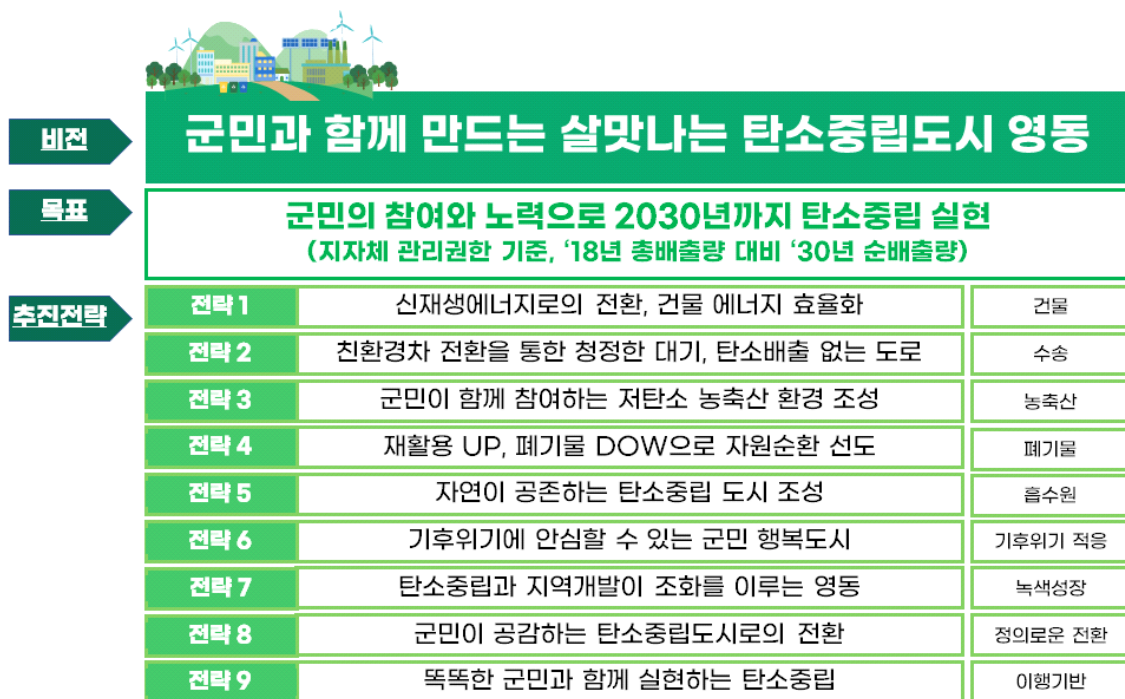 비전
군민과 함께 만드는 살맛나는 탄소중립도시 영동
목표
군민의 참여와 노력으로 2030년까지 탄소중립 실현
(지자체 관리권한 기준, ‘18년 총배출량 대비 ‘30년 순배출량)
추진전략
전략 1 신재생에너지로의 전환, 건물 에너지 효율화 건물
전략 2 친환경차 전환을 통한 청정한 대기, 탄소배출 없는 도로 수송
전략 3 군민이 함께 참여하는 저탄소 농축산 환경 조성 농축산
전략 4 재활용 UP, 폐기물 DOW으로 자원순환 선도 폐기물
전략 5 자연이 공존하는 탄소중립 도시 조성 흡수원
전략 6 기후위기에 안심할 수 있는 군민 행복도시 기후위기 적응
전략 7 탄소중립과 지역개발이 조화를 이루는 영동 녹색성장
전략 8 군민이 공감하는 탄소중립도시로의 전환 정의로운 전환
전략 9 똑똑한 군민과 함께 실현하는 탄소중립 이행기반